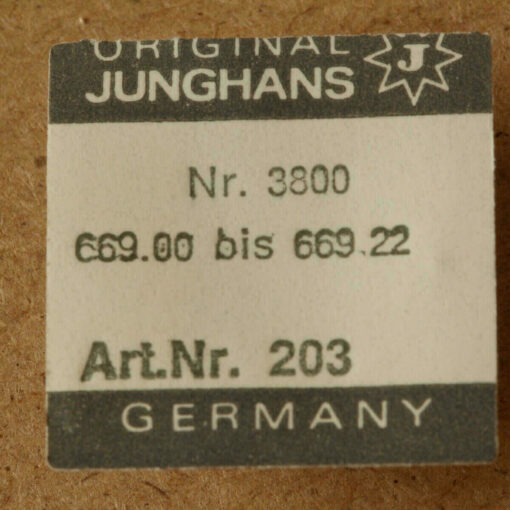 ORIGINAL
JUNGHANS
J
Nr. 3800
669.00 bis 669.22
Art.Nr. 203
GERMANY